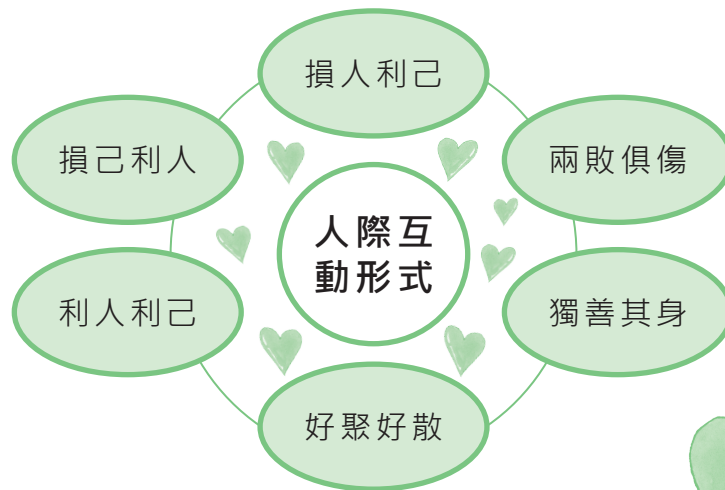 損人利己
損己利人
兩敗俱傷
人際互
動形式
利人利己
獨善其身
好聚好散